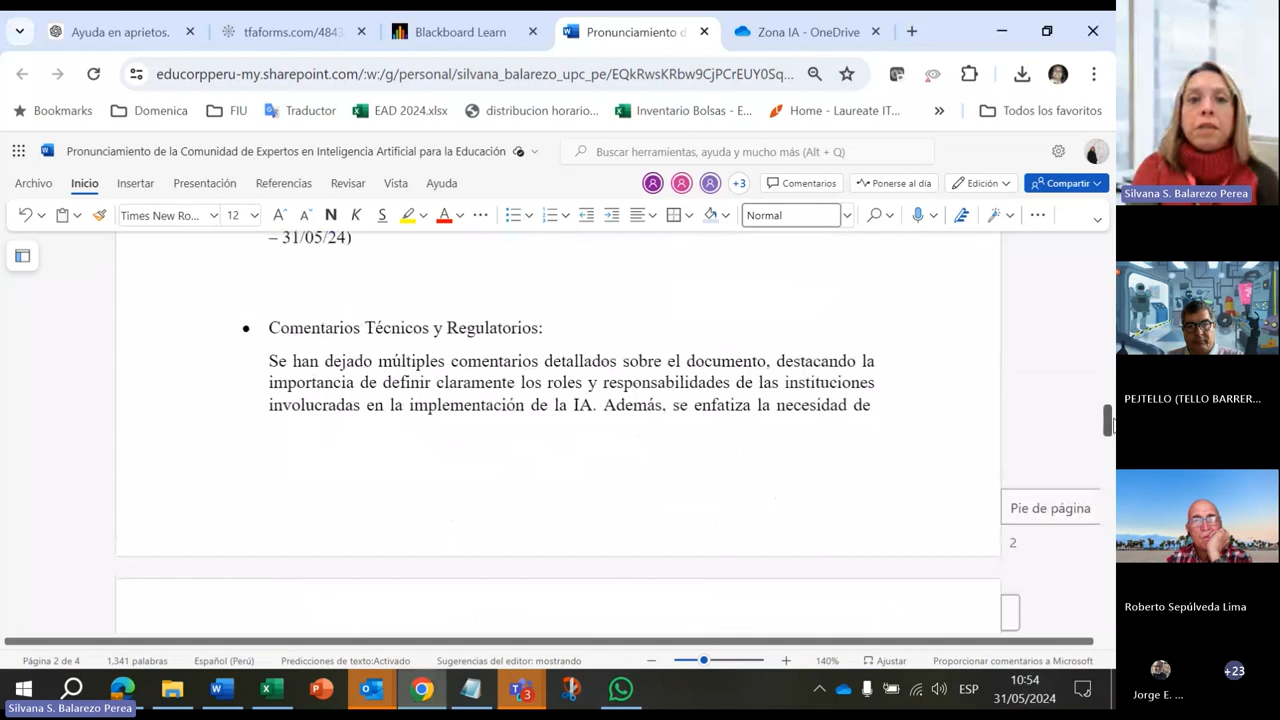 Ayuda en aprietos.
tfaforms.com/4843
Blackboard Learn
Pronunciamiento d
Zona IA - OneDrive
educorpperu-my.sharepoint.com/:w:/g/personal/silvana_balarezo_upc_pe/EQkRwsKRbw9CjPCrEUY0Sq...
Bookmarks
Domenica
FIU
Traductor
EAD 2024.xlsx
distribucion horario...
Inventario Bolsas - E...
Home - Laureate IT...
»
Todos los favoritos
Pronunciamiento de la Comunidad de Expertos en Inteligencia Artificial para la Educación
Buscar herramientas, ayuda y mucho más (Alt + Q)
Archivo
Inicio
Insertar
Presentación
Referencias
Revisar
Vista
Ayuda
+3
Comentarios
Ponerse al día
Edición
Compartir
Times New Ro...
12
N
K
S
Normal
– 31/05/24)
• Comentarios Técnicos y Regulatorios:
Se han dejado múltiples comentarios detallados sobre el documento, destacando la
importancia de definir claramente los roles y responsabilidades de las instituciones
involucradas en la implementación de la IA. Además, se enfatiza la necesidad de
Pie de página
2
Página 2 de 4
1,341 palabras
Español (Perú)
Predicciones de texto:Activado
Sugerencias del editor: mostrando
140%
Ajustar
Proporcionar comentarios a Microsoft
3
ESP
10:54
31/05/2024
Silvana S. Balarezo Perea
Silvana S. Balarezo Perea
PEJTELLO (TELLO BARRER...
Roberto Sepúlveda Lima
Jorge E. ...
+23